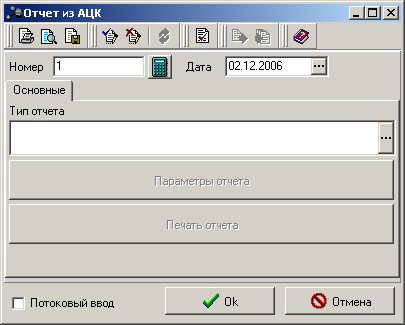 Отчет из АЦК
Номер 1 Дата 02.12.2006 ...
Основные
Тип отчета
...
Параметры отчета
Печать отчета
Потоковый ввод Ok Отмена